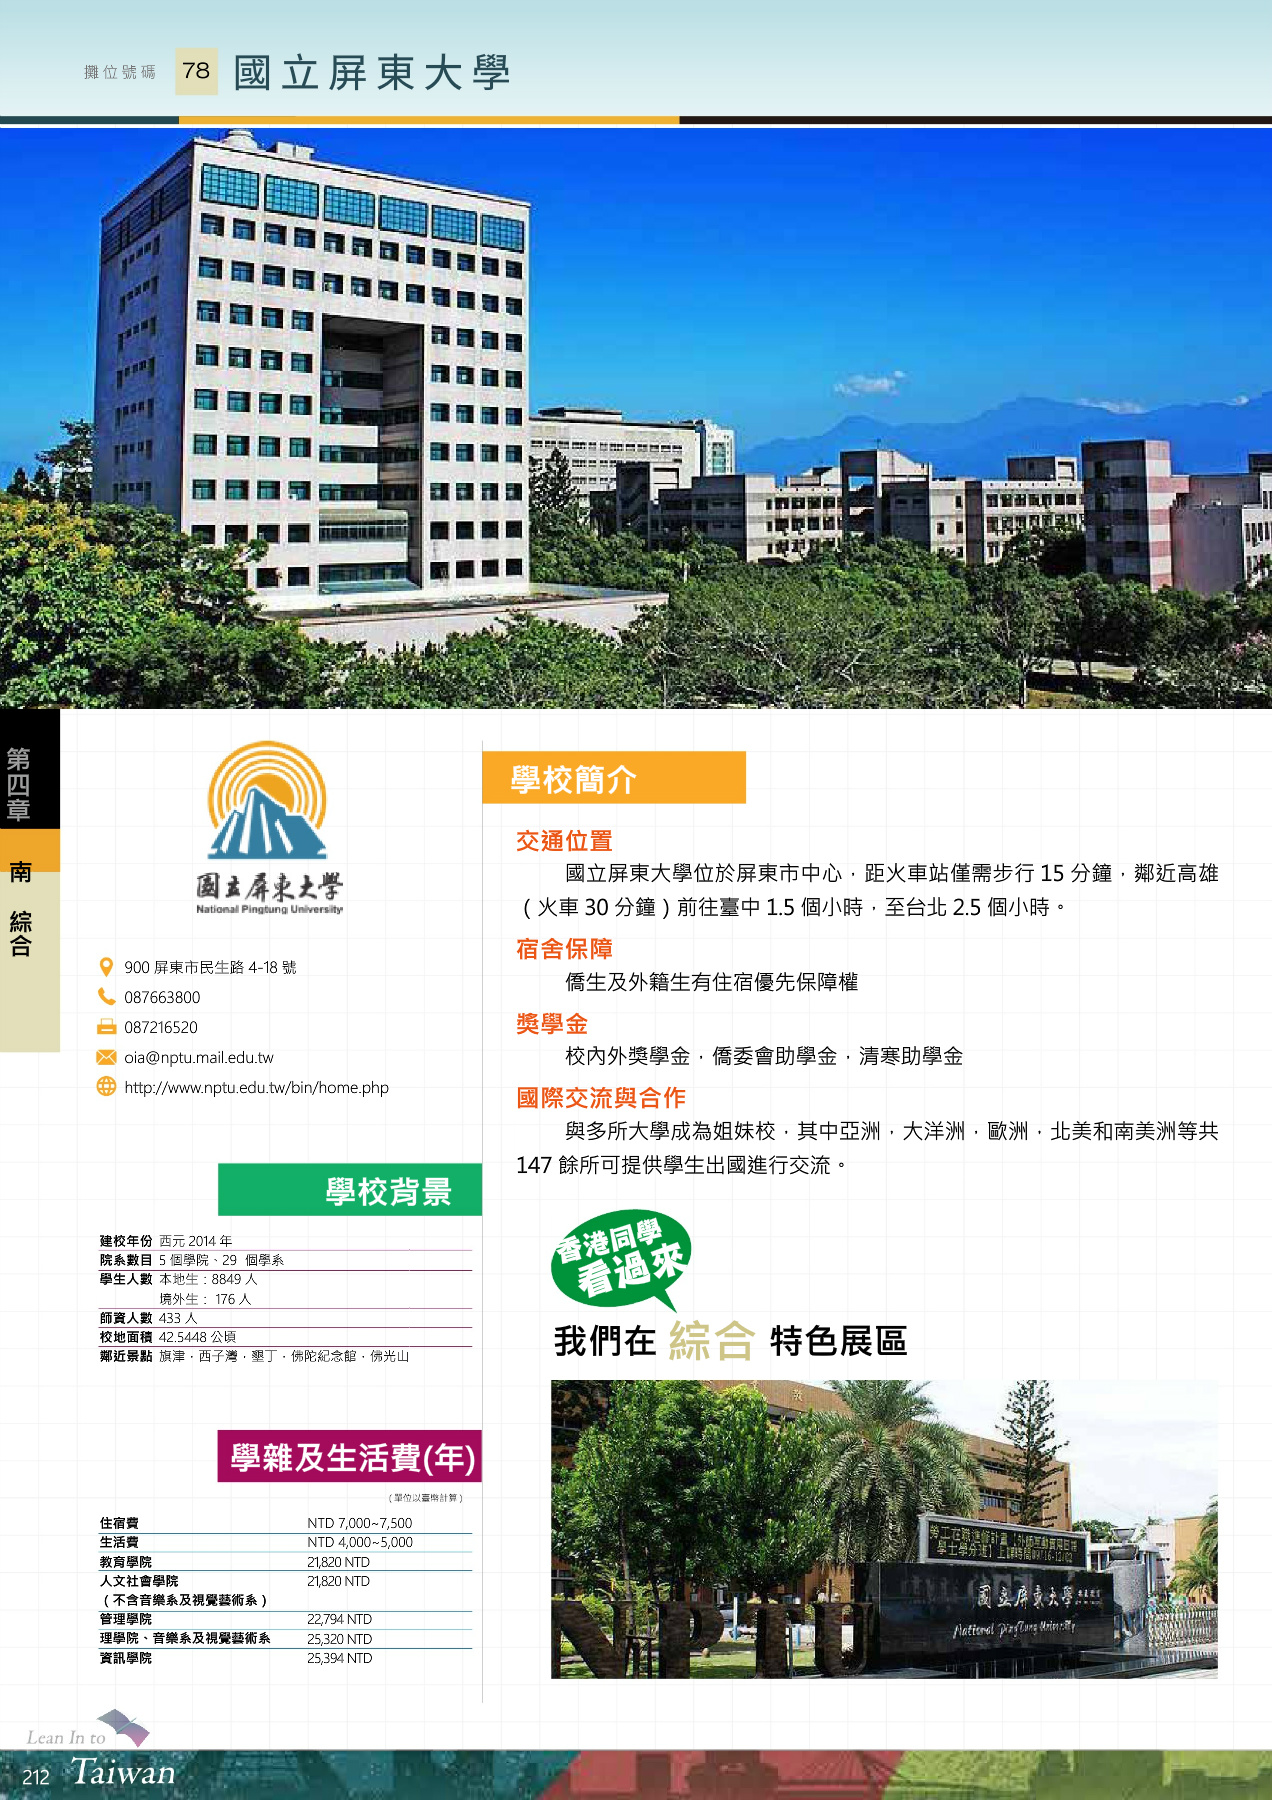 攤位號碼 78 國立屏東大學
第四章
南 綜合
國立屏東大學
National Pingtung University
900 屏東市民生路 4-18 號
087663800
087216520
oia@nptu.mail.edu.tw
http://www.nptu.edu.tw/bin/home.php
學校背景
建校年份 西元 2014 年
院系數目 5 個學院、29 個學系
學生人數 本地生：8849 人
境外生： 176 人
師資人數 433 人
校地面積 42.5448 公頃
鄰近景點 旗津，西子灣，墾丁，佛陀紀念館，佛光山
學雜及生活費(年)
（單位以臺幣計算）
住宿費 NTD 7,000~7,500
生活費 NTD 4,000~5,000
教育學院 21,820 NTD
人文社會學院 21,820 NTD
（不含音樂系及視覺藝術系）
管理學院 22,794 NTD
理學院、音樂系及視覺藝術系 25,320 NTD
資訊學院 25,394 NTD
學校簡介
交通位置
國立屏東大學位於屏東市中心，距火車站僅需步行 15 分鐘，鄰近高雄
（火車 30 分鐘）前往臺中 1.5 個小時，至台北 2.5 個小時。
宿舍保障
僑生及外籍生有住宿優先保障權
獎學金
校內外獎學金，僑委會助學金，清寒助學金
國際交流與合作
與多所大學成為姐妹校，其中亞洲，大洋洲，歐洲，北美和南美洲等共
147 餘所可提供學生出國進行交流。
香港同學
看過來
我們在 綜合 特色展區
國立屏東大學
National PingTung University
NPTU
Lean In to
Taiwan
212